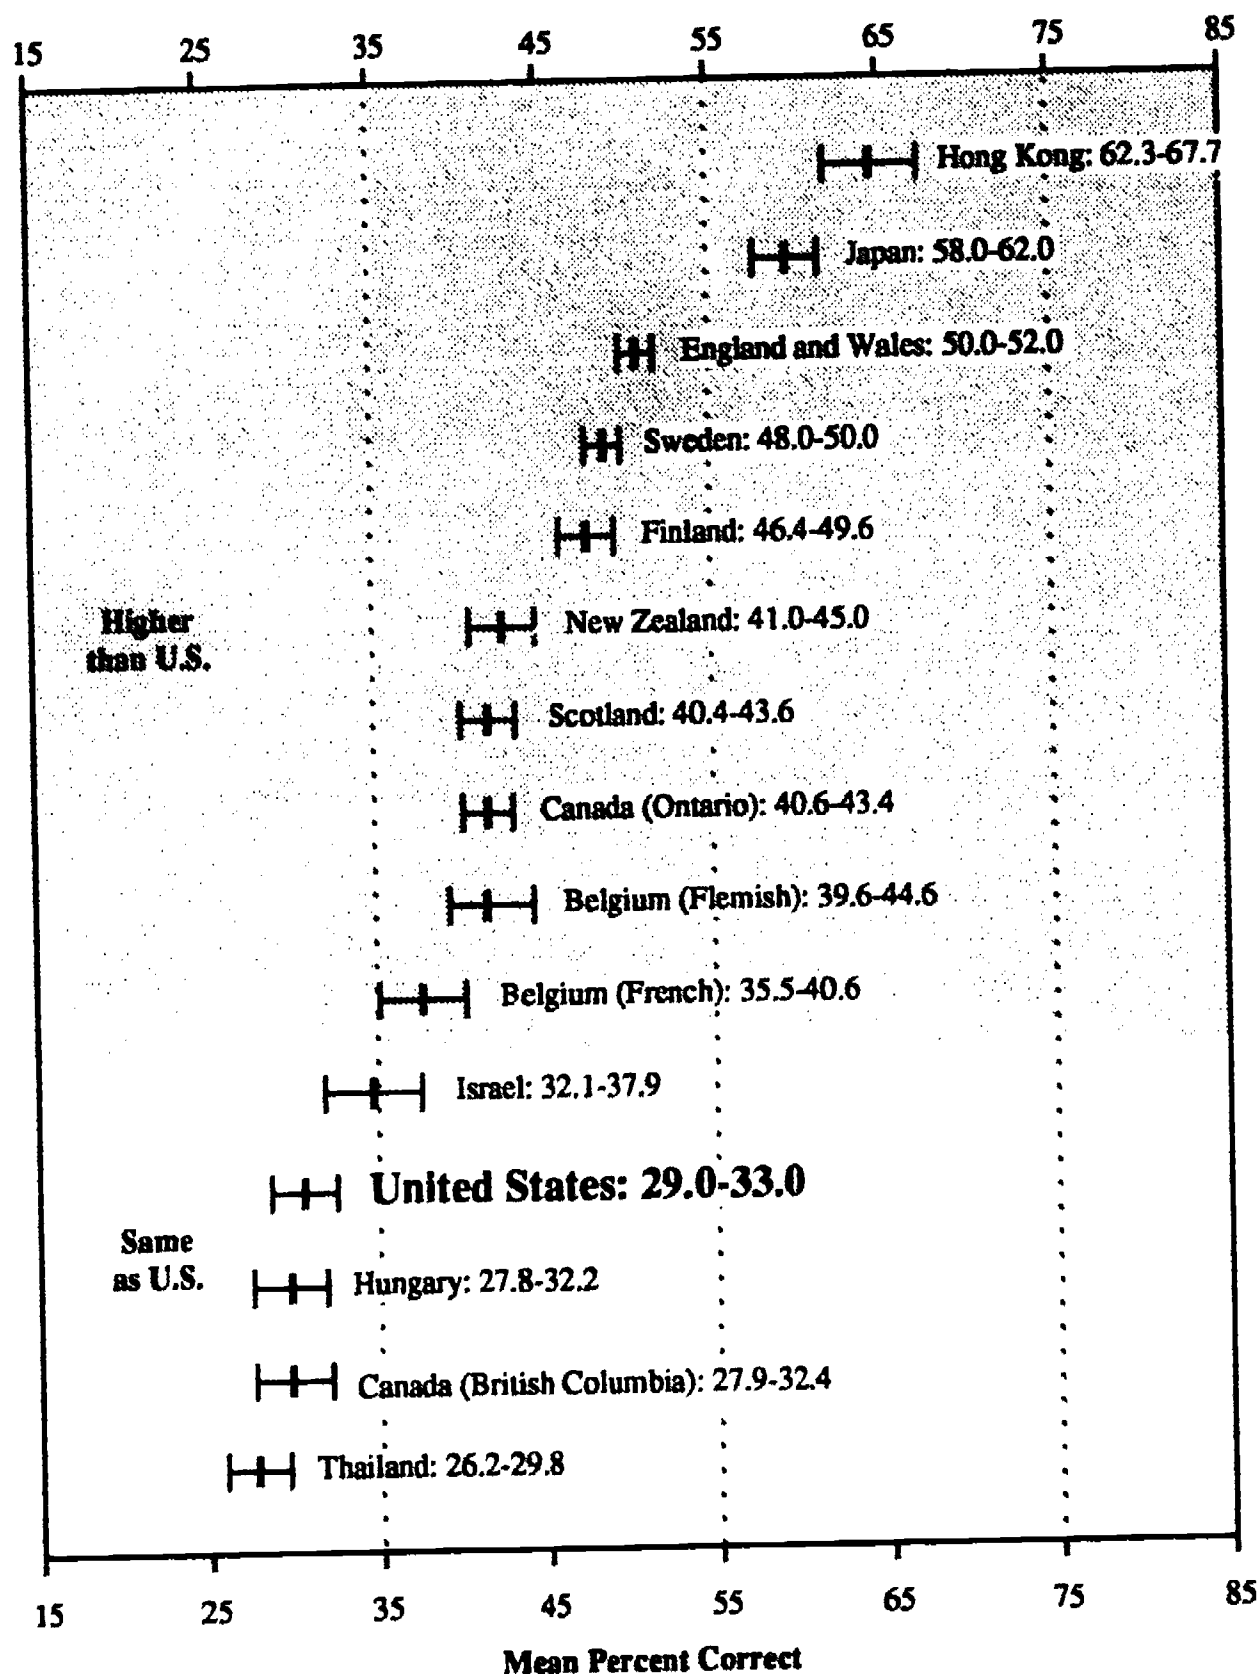 15 25 35 45 55 65 75 85
Hong Kong: 62.3-67.7
Japan: 58.0-62.0
England and Wales: 50.0-52.0
Sweden: 48.0-50.0
Finland: 46.4-49.6
New Zealand: 41.0-45.0
Higher
than U.S.
Scotland: 40.4-43.6
Canada (Ontario): 40.6-43.4
Belgium (Flemish): 39.6-44.6
Belgium (French): 35.5-40.6
Israel: 32.1-37.9
United States: 29.0-33.0
Same
as U.S.
Hungary: 27.8-32.2
Canada (British Columbia): 27.9-32.4
Thailand: 26.2-29.8
15 25 35 45 55 65 75 85
Mean Percent Correct